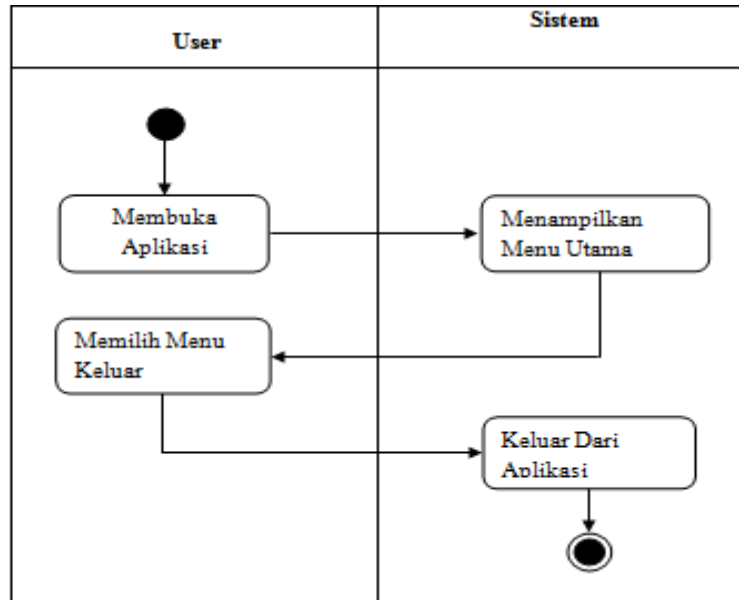 User
Sistem
Membuka
Aplikasi
Menampilkan
Menu Utama
Memilih Menu
Keluar
Keluar Dari
Aplikasi